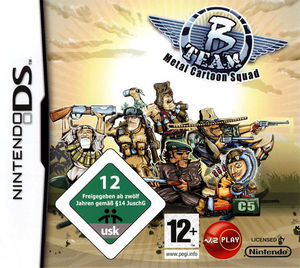 NINTENDO DS
B
TEAM
Metal Cartoon Squad
C5
12
Freigegeben ab zwölf
Jahren gemäß §14 JuschG
usk
12+
www.pegi.info
V.2 PLAY
LICENSED BY
Nintendo